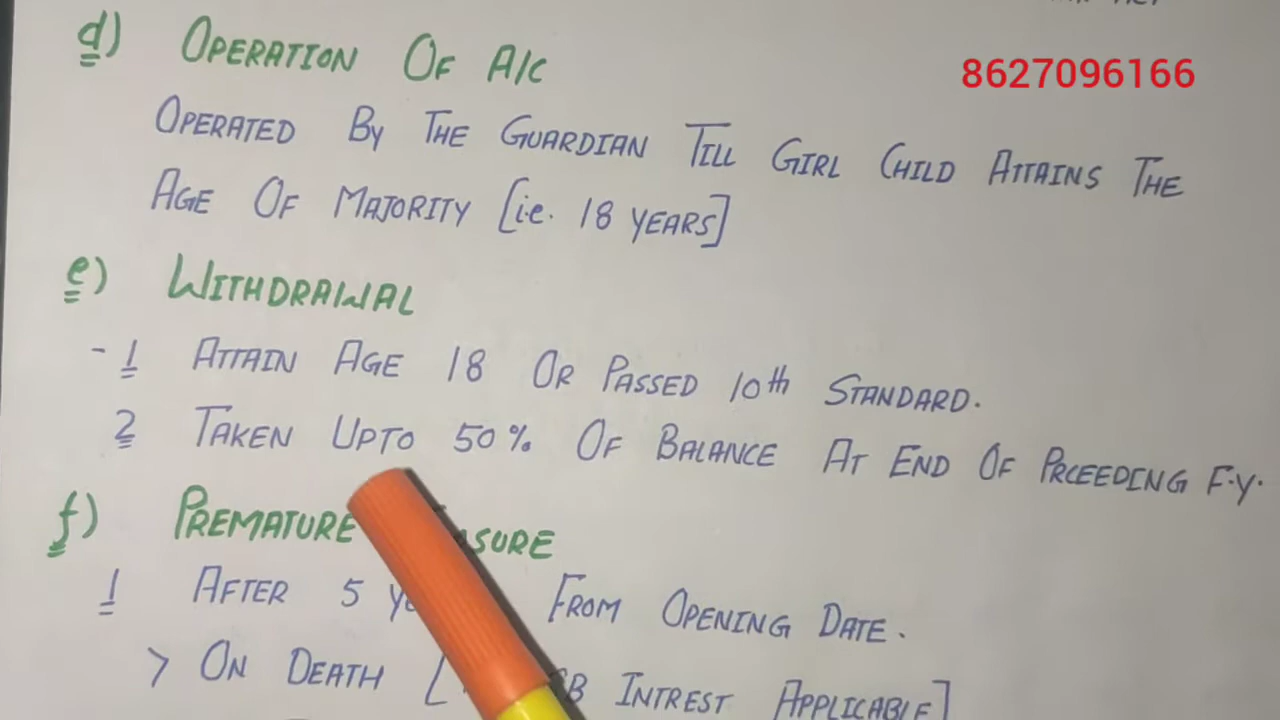 d) OPERATION OF A/C
8627096166
OPERATED BY THE GUARDIAN TILL GIRL CHILD ATTAINS THE
AGE OF MAJORITY [i.e. 18 YEARS]
e) WITHDRAWAL
- 1 ATTAIN AGE 18 OR PASSED 10th STANDARD.
2 TAKEN UPTO 50% OF BALANCE AT END OF PRCEEDING F.Y.
f) PREMATURE
1 AFTER 5 FROM OPENING DATE.
> ON DEATH [ INTREST APPLICABLE]